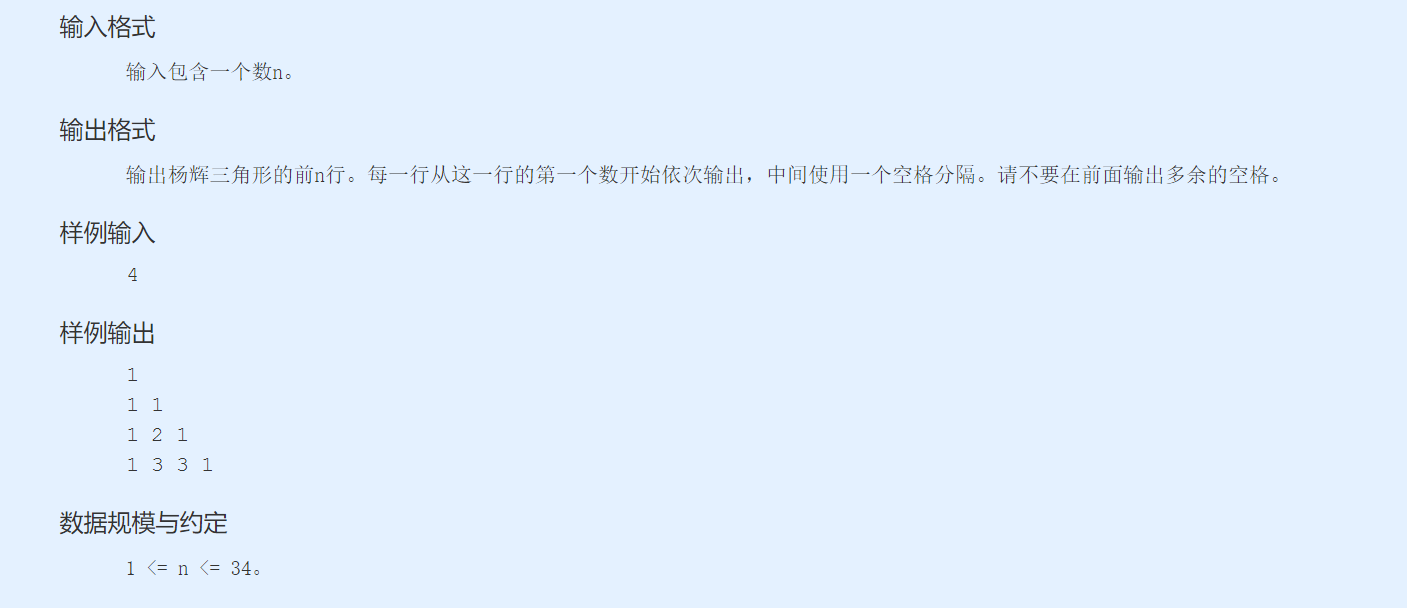 输入格式
输入包含一个数n。
输出格式
输出杨辉三角形的前n行。每一行从这一行的第一个数开始依次输出，中间使用一个空格分隔。请不要在前面输出多余的空格。
样例输入
4
样例输出
1
1 1
1 2 1
1 3 3 1
数据规模与约定
1 <= n <= 34。